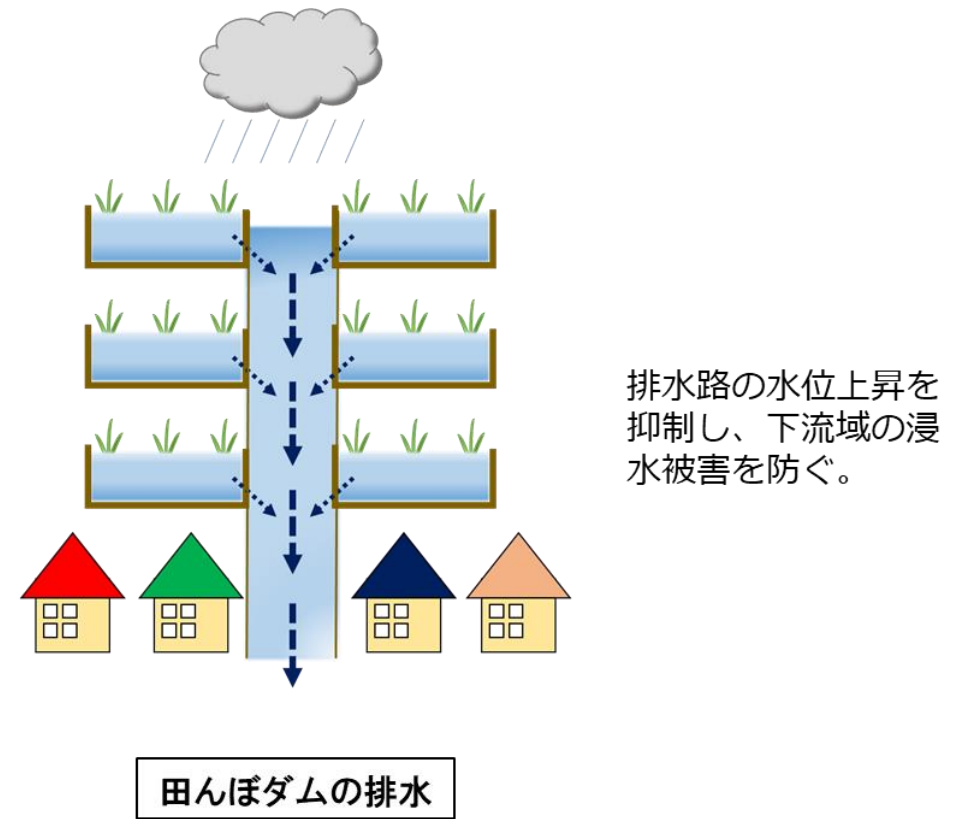 排水路の水位上昇を
抑制し、下流域の浸
水被害を防ぐ。
田んぼダムの排水